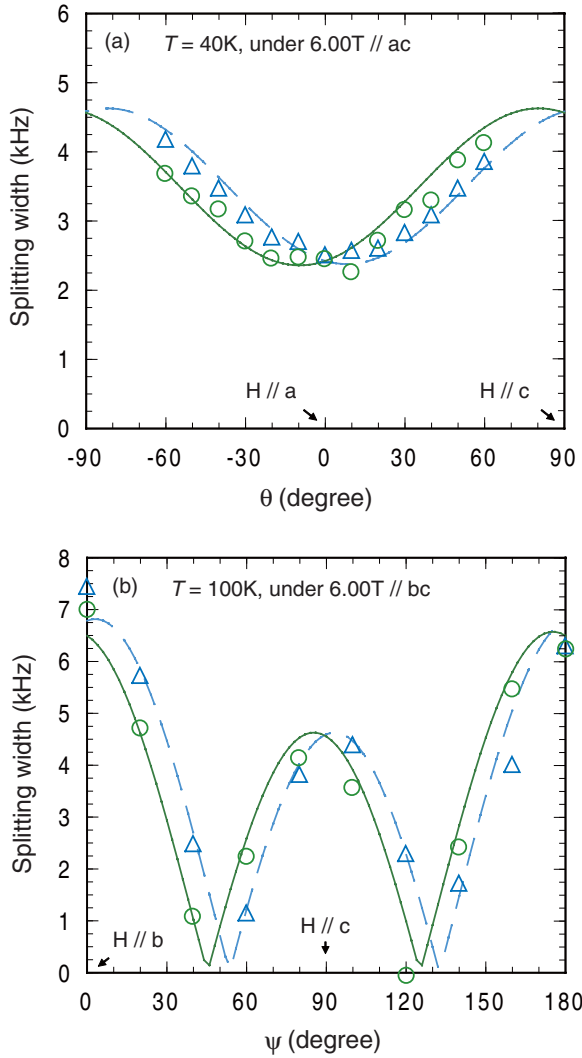 (a) T = 40K, under 6.00T // ac
Splitting width (kHz)
6
5
4
3
2
1
0
H // a
H // c
-90 -60 -30 0 30 60 90
θ (degree)
(b) T = 100K, under 6.00T // bc
Splitting width (kHz)
8
7
6
5
4
3
2
1
0
H // b
H // c
0 30 60 90 120 150 180
ψ (degree)